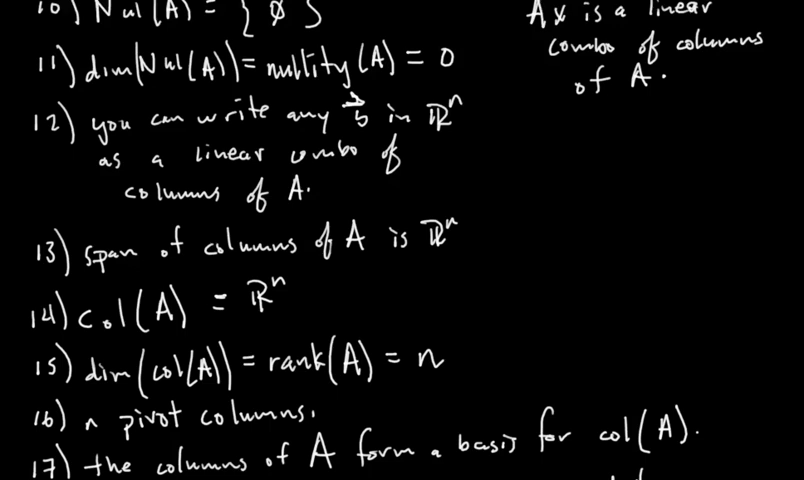 10) Nul(A) = { 0 }
11) dim(Nul(A)) = nullity(A) = 0
12) you can write any b⃗ in ℝⁿ
as a linear combo of
columns of A.
13) span of columns of A is ℝⁿ
14) col(A) = ℝⁿ
15) dim(col(A)) = rank(A) = n
16) n pivot columns.
17) the columns of A form a basis for col(A).
Ax is a linear
combo of columns
of A.